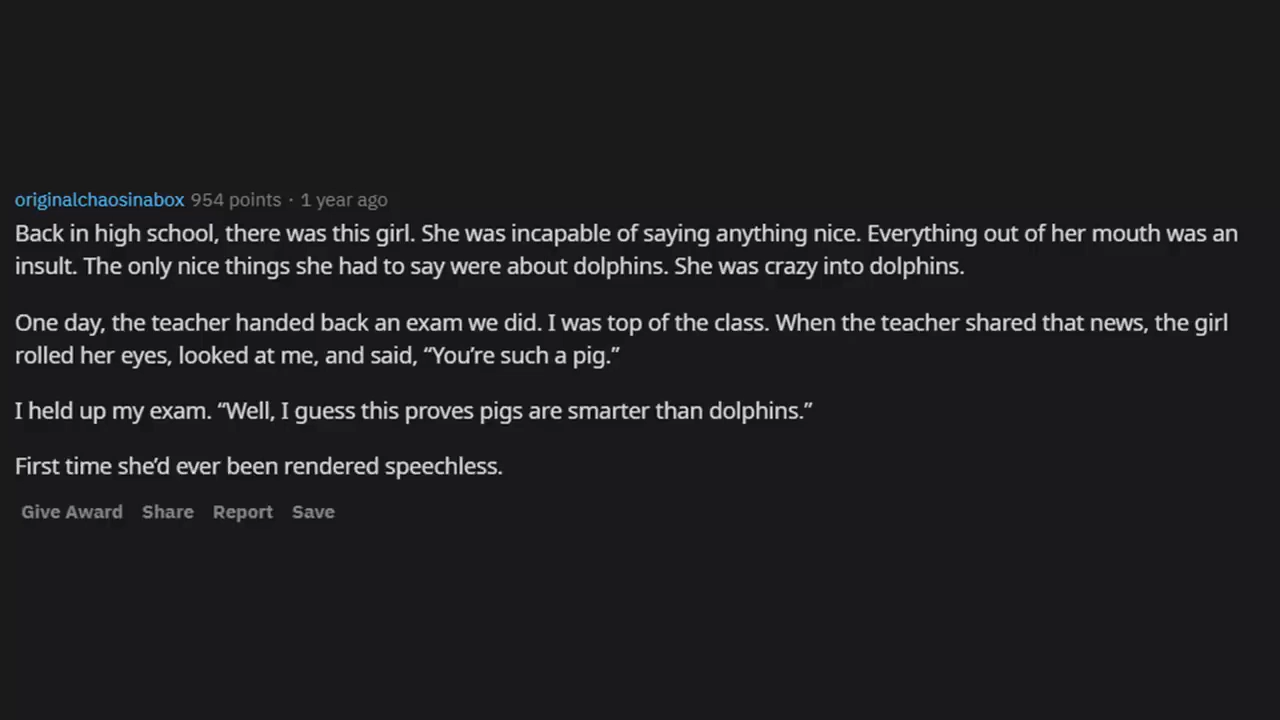 originalchaosinabox 954 points · 1 year ago
Back in high school, there was this girl. She was incapable of saying anything nice. Everything out of her mouth was an
insult. The only nice things she had to say were about dolphins. She was crazy into dolphins.
One day, the teacher handed back an exam we did. I was top of the class. When the teacher shared that news, the girl
rolled her eyes, looked at me, and said, “You’re such a pig.”
I held up my exam. “Well, I guess this proves pigs are smarter than dolphins.”
First time she’d ever been rendered speechless.
Give Award Share Report Save